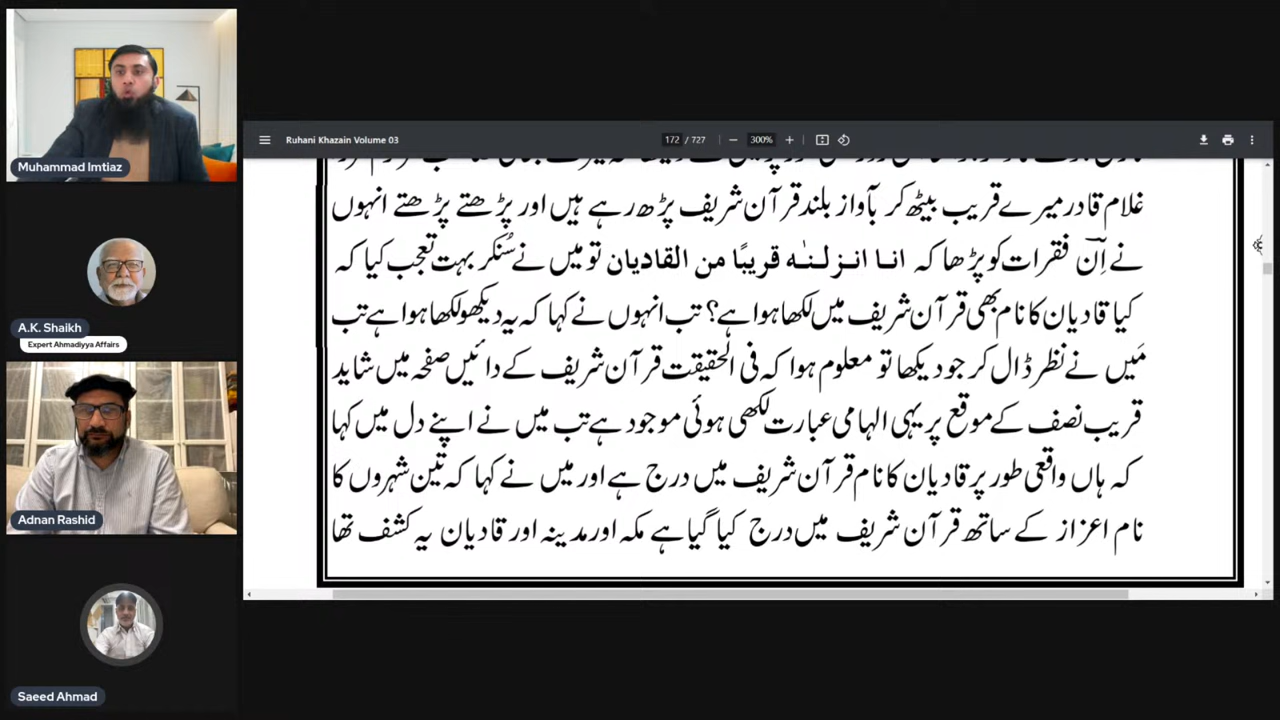 Muhammad Imtiaz
A.K. Shaikh
Expert Ahmadiyya Affairs
Adnan Rashid
Saeed Ahmad
Ruhani Khazain Volume 03
172 / 727
300%
غلام قادر میرے قریب بیٹھ کر بآواز بلند قرآن شریف پڑھ رہے ہیں اور پڑھتے پڑھتے انہوں
نے اِن فقرات کو پڑھا کہ انا انزلنٰہ قریبًا من القادیان تو میں نے سُنکر بہت تعجب کیا کہ
کیا قادیان کا نام بھی قرآن شریف میں لکھا ہوا ہے؟ تب انہوں نے کہا کہ یہ دیکھو لکھا ہوا ہے تب
مَیں نے نظر ڈال کر جو دیکھا تو معلوم ہوا کہ فی الحقیقت قرآن شریف کے دائیں صفحہ میں شاید
قریب نصف کے موقع پر یہی الہامی عبارت لکھی ہوئی موجود ہے تب میں نے اپنے دل میں کہا
کہ ہاں واقعی طور پر قادیان کا نام قرآن شریف میں درج ہے اور میں نے کہا کہ تین شہروں کا
نام اعزاز کے ساتھ قرآن شریف میں درج کیا گیا ہے مکہ اور مدینہ اور قادیان یہ کشف تھا